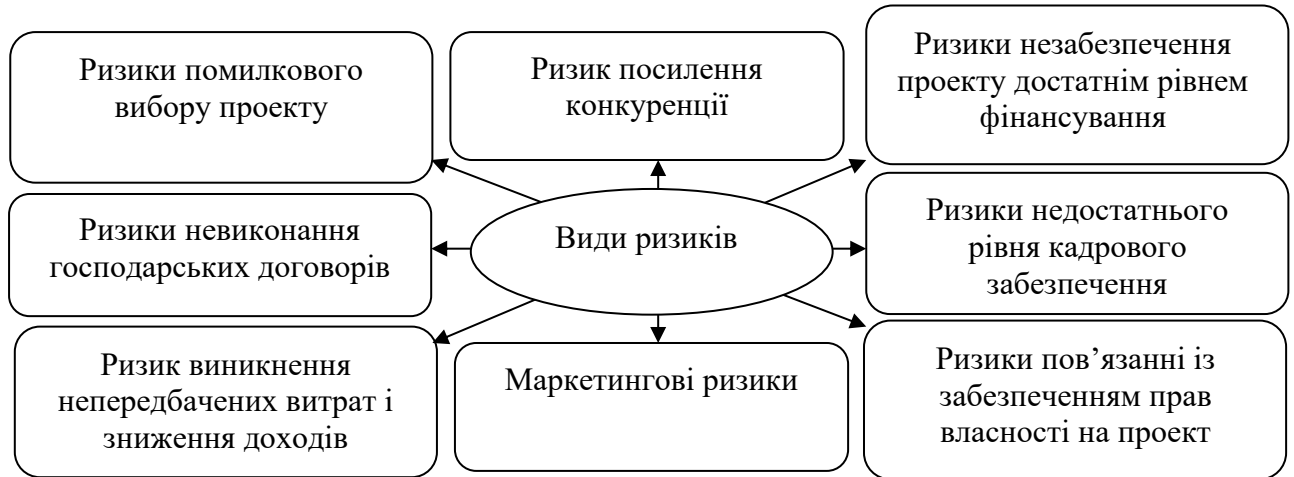 Ризики помилкового
вибору проекту
Ризик посилення
конкуренції
Ризики незабезпечення
проекту достатнім рівнем
фінансування
Ризики невиконання
господарських договорів
Види ризиків
Ризики недостатнього
рівня кадрового
забезпечення
Ризик виникнення
непередбачених витрат і
зниження доходів
Маркетингові ризики
Ризики пов’язанні із
забезпеченням прав
власності на проект